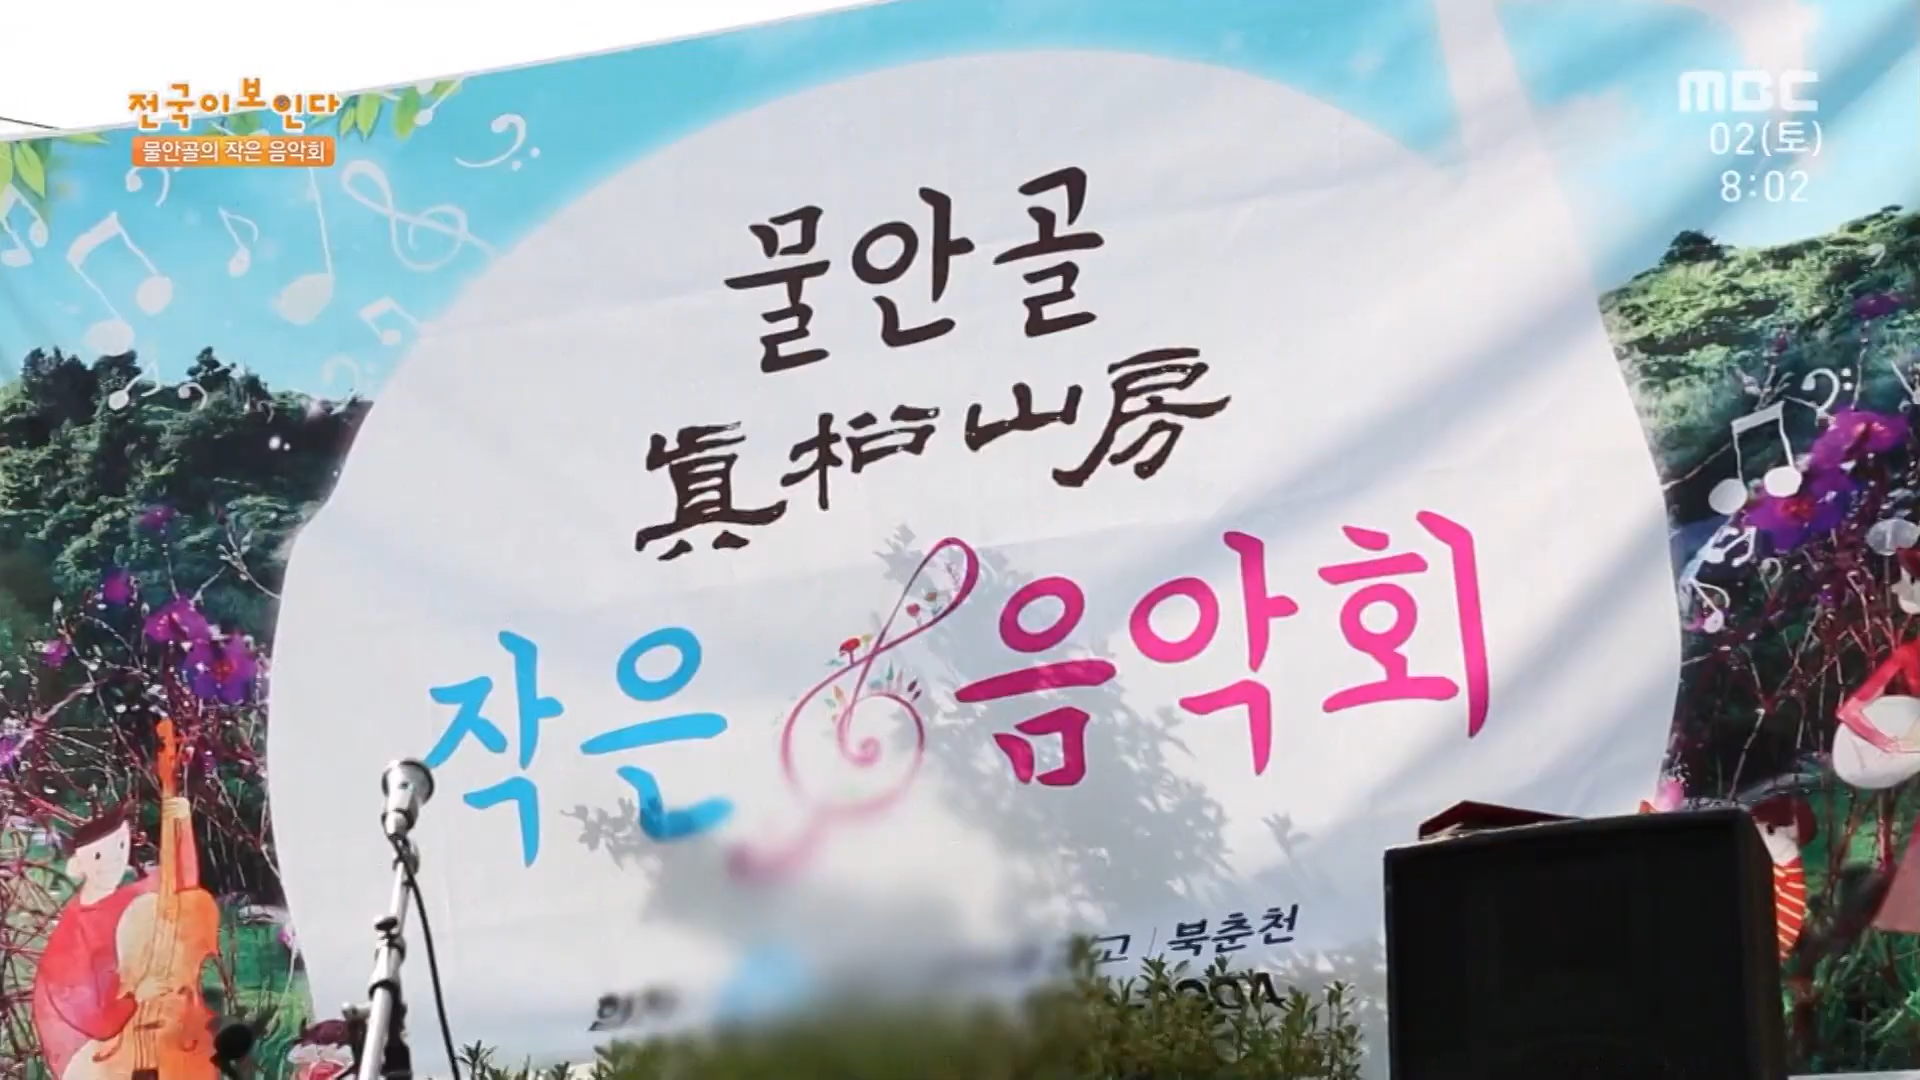 전국이보인다
물안골의 작은 음악회
MBC
02(토)
8:02
물안골
眞柏山房
작은 음악회
고 북춘천